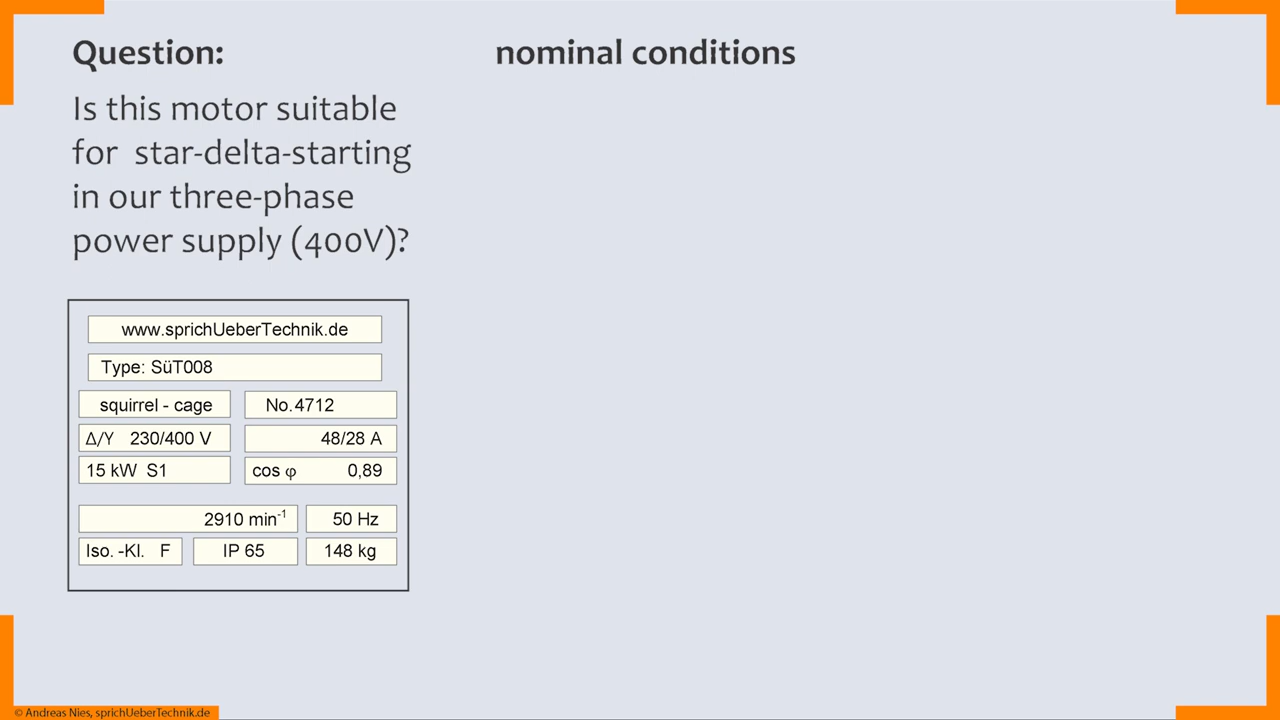 Question:
nominal conditions
Is this motor suitable
for star-delta-starting
in our three-phase
power supply (400V)?
www.sprichUeberTechnik.de
Type: SüT008
squirrel - cage
No. 4712
Δ/Y 230/400 V
48/28 A
15 kW S1
cos φ 0,89
2910 min⁻¹
50 Hz
Iso. -Kl. F
IP 65
148 kg
© Andreas Nies, sprichUeberTechnik.de